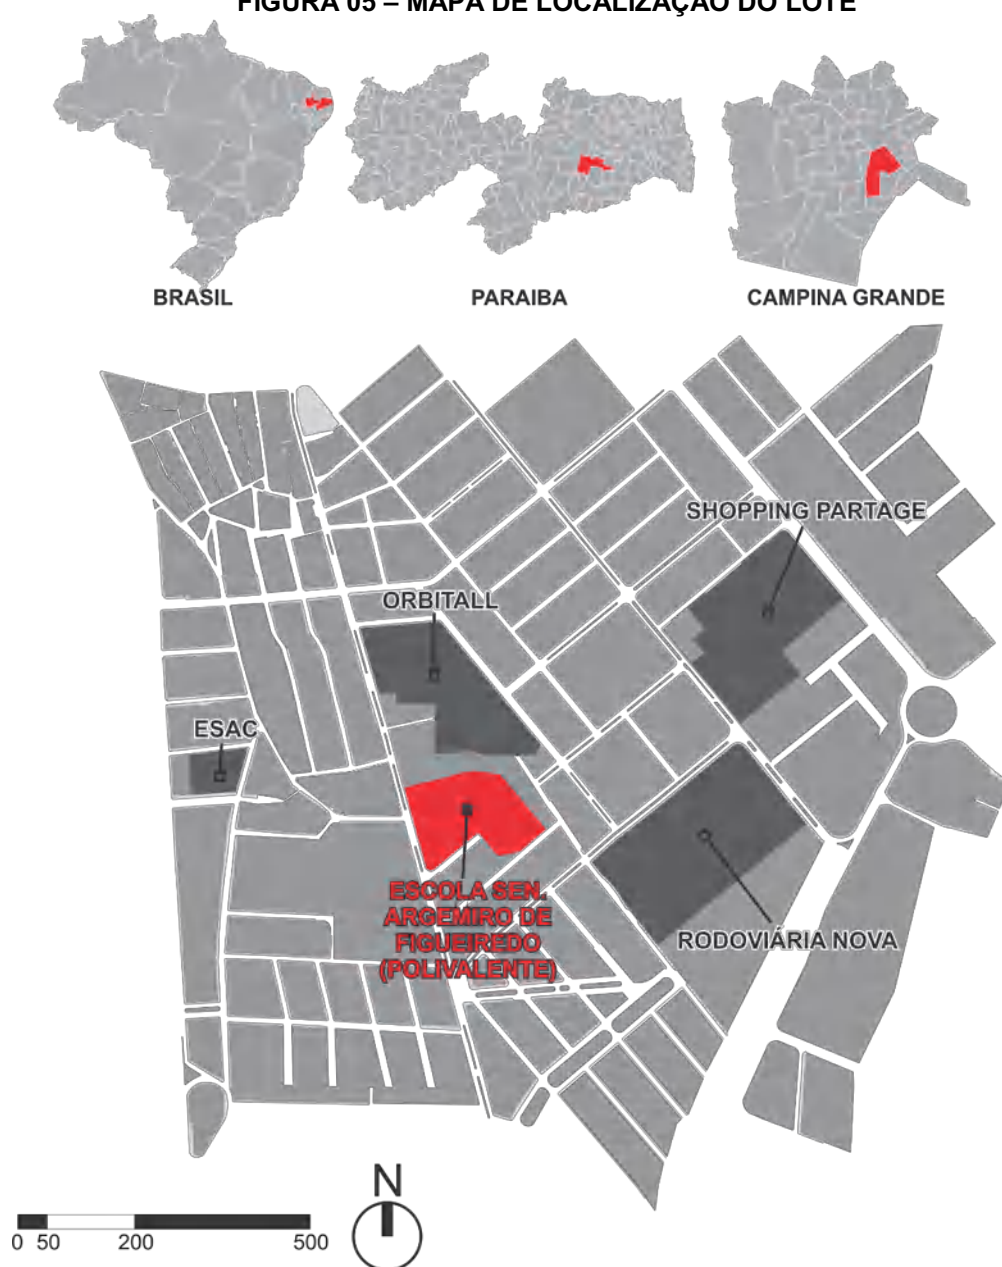 FIGURA 05 – MAPA DE LOCALIZAÇÃO DO LOTE
BRASIL
PARAIBA
CAMPINA GRANDE
SHOPPING PARTAGE
ORBITALL
ESAC
ESCOLA SEN.
ARGEMIRO DE
FIGUEIREDO
(POLIVALENTE)
RODOVIÁRIA NOVA
N
0 50 200 500